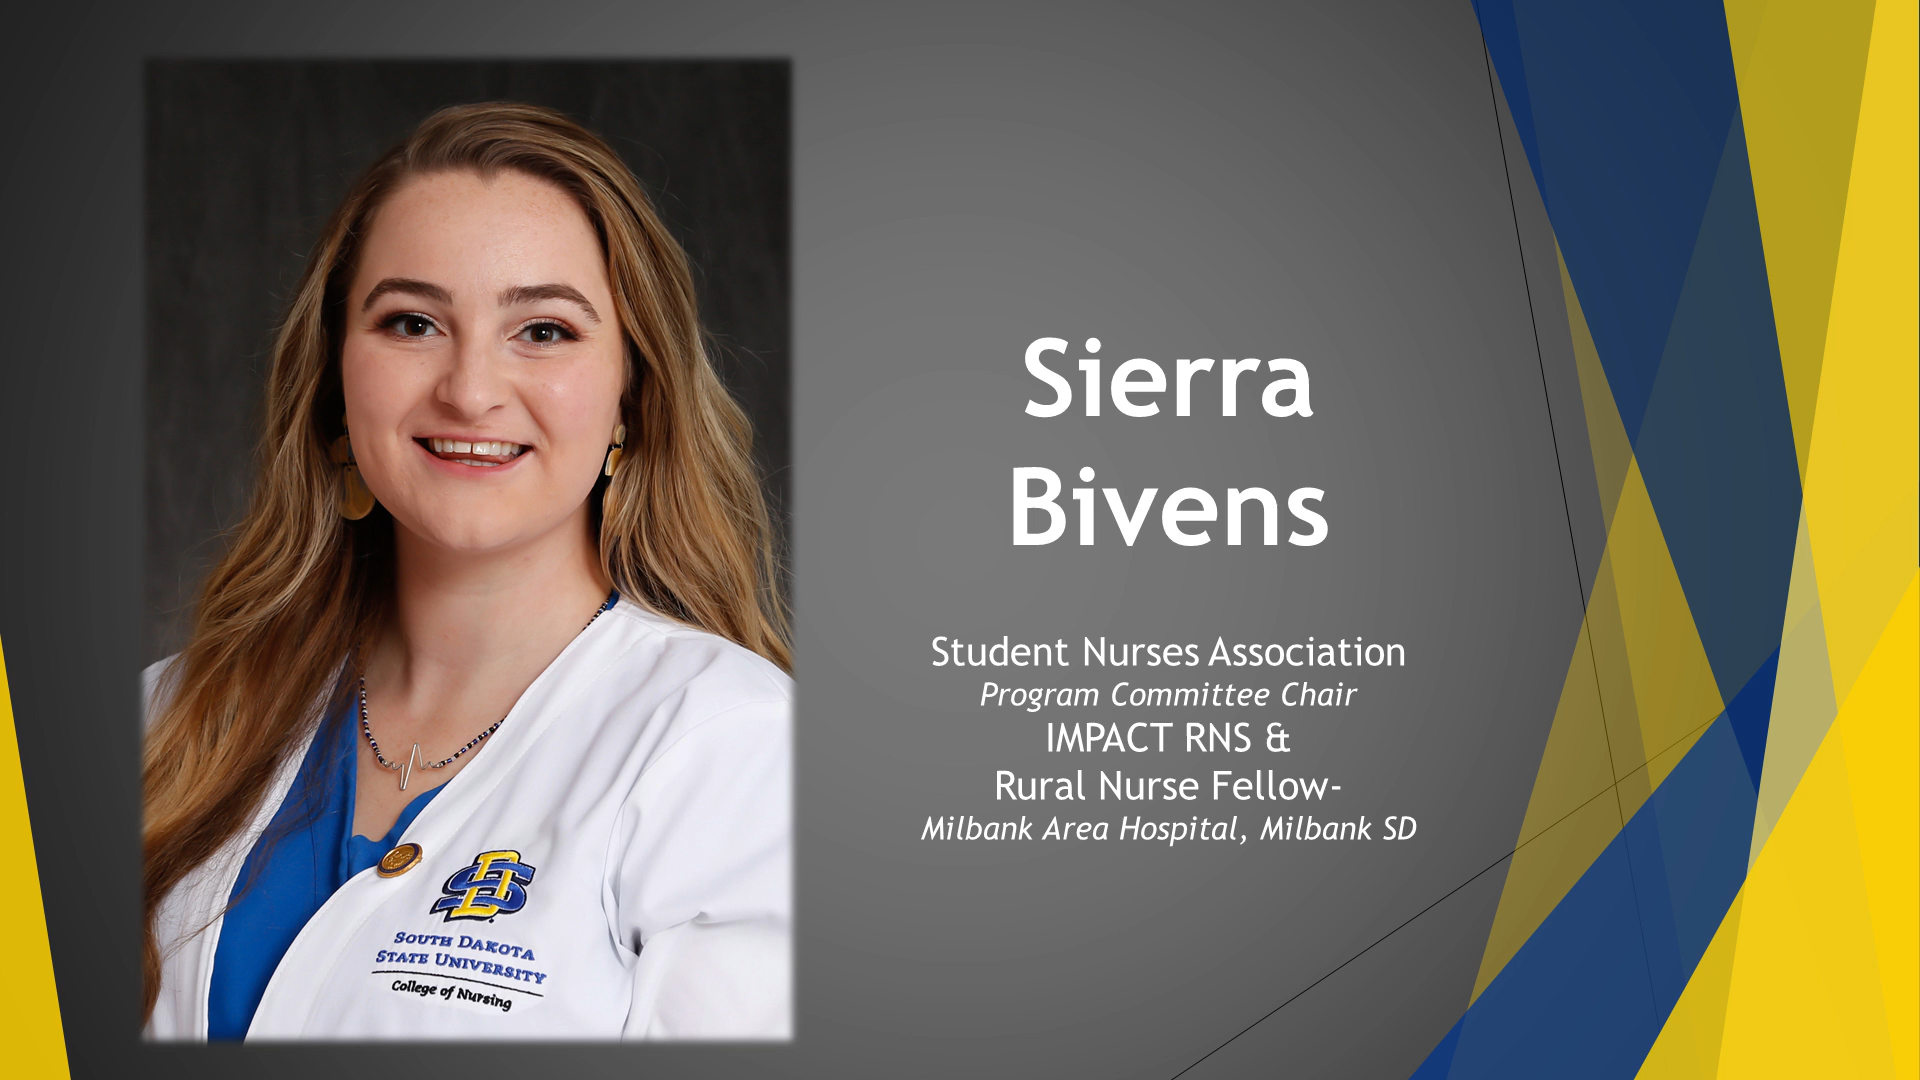 Sierra
Bivens
Student Nurses Association
Program Committee Chair
IMPACT RNS &
Rural Nurse Fellow-
Milbank Area Hospital, Milbank SD
SD
SOUTH DAKOTA
STATE UNIVERSITY
College of Nursing